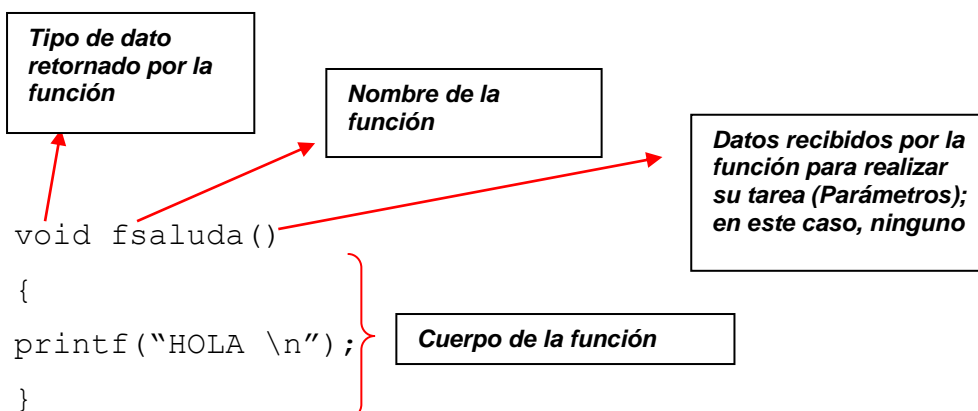 Tipo de dato
retornado por la
función
Nombre de la
función
Datos recibidos por la
función para realizar
su tarea (Parámetros);
en este caso, ninguno
void fsaluda()
{
printf(“HOLA \n”);
}
Cuerpo de la función